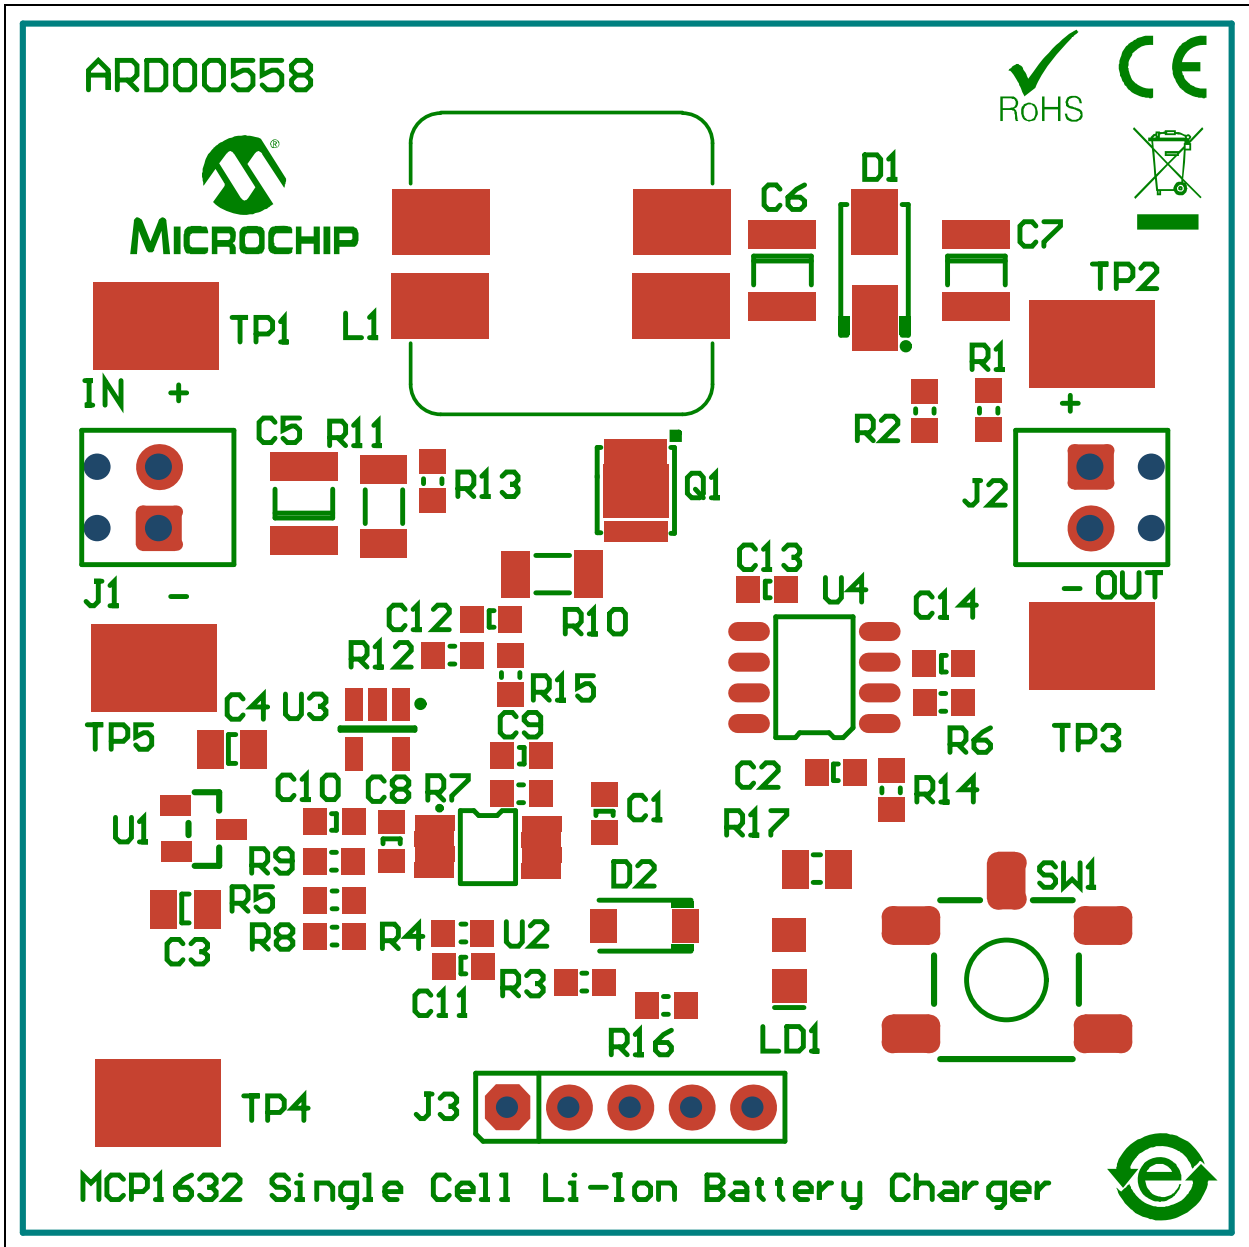 ARD00558
RoHS
CE
MICROCHIP ®
D1
C6
C7
TP2
TP1
L1
R1
IN +
+
R2
C5
R11
R13
Q1
J2
C13
J1 -
U4
- OUT
C14
C12
R10
R12
R15
C4
U3
C9
TP5
R6
TP3
C2
C10
C8
R7
R14
C1
R17
U1
R9
D2
SW1
R5
R8
R4
U2
C3
R3
C11
R16
LD1
TP4
J3
MCP1632 Single Cell Li-Ion Battery Charger
e